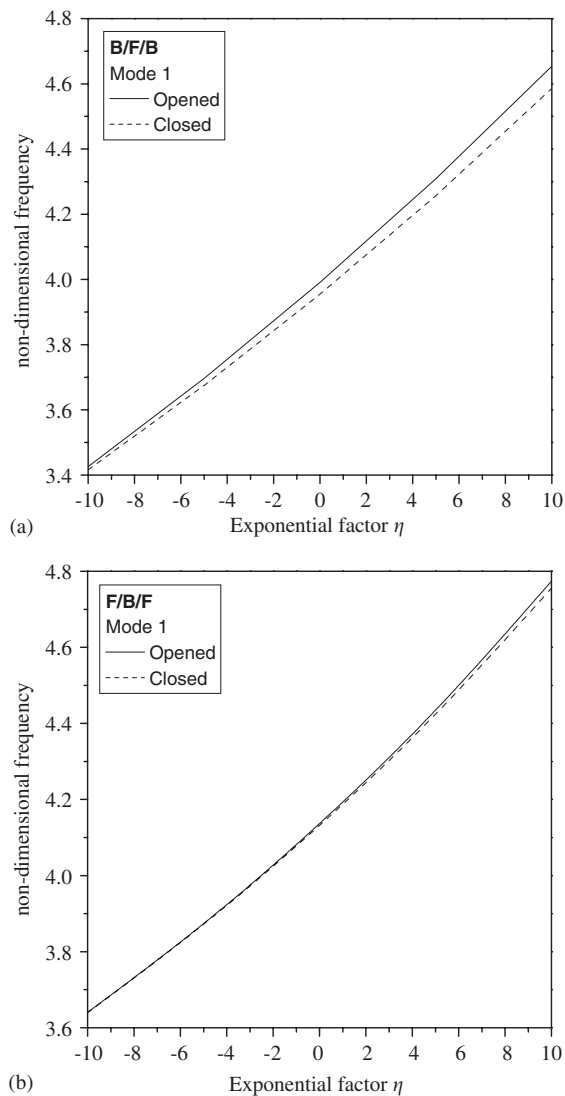 4.8
B/F/B
Mode 1
Opened
Closed
4.6
4.4
4.2
4.0
3.8
3.6
3.4
non-dimensional frequency
-10 -8 -6 -4 -2 0 2 4 6 8 10
(a)
Exponential factor η
4.8
F/B/F
Mode 1
Opened
Closed
4.6
4.4
4.2
4.0
3.8
3.6
non-dimensional frequency
-10 -8 -6 -4 -2 0 2 4 6 8 10
(b)
Exponential factor η